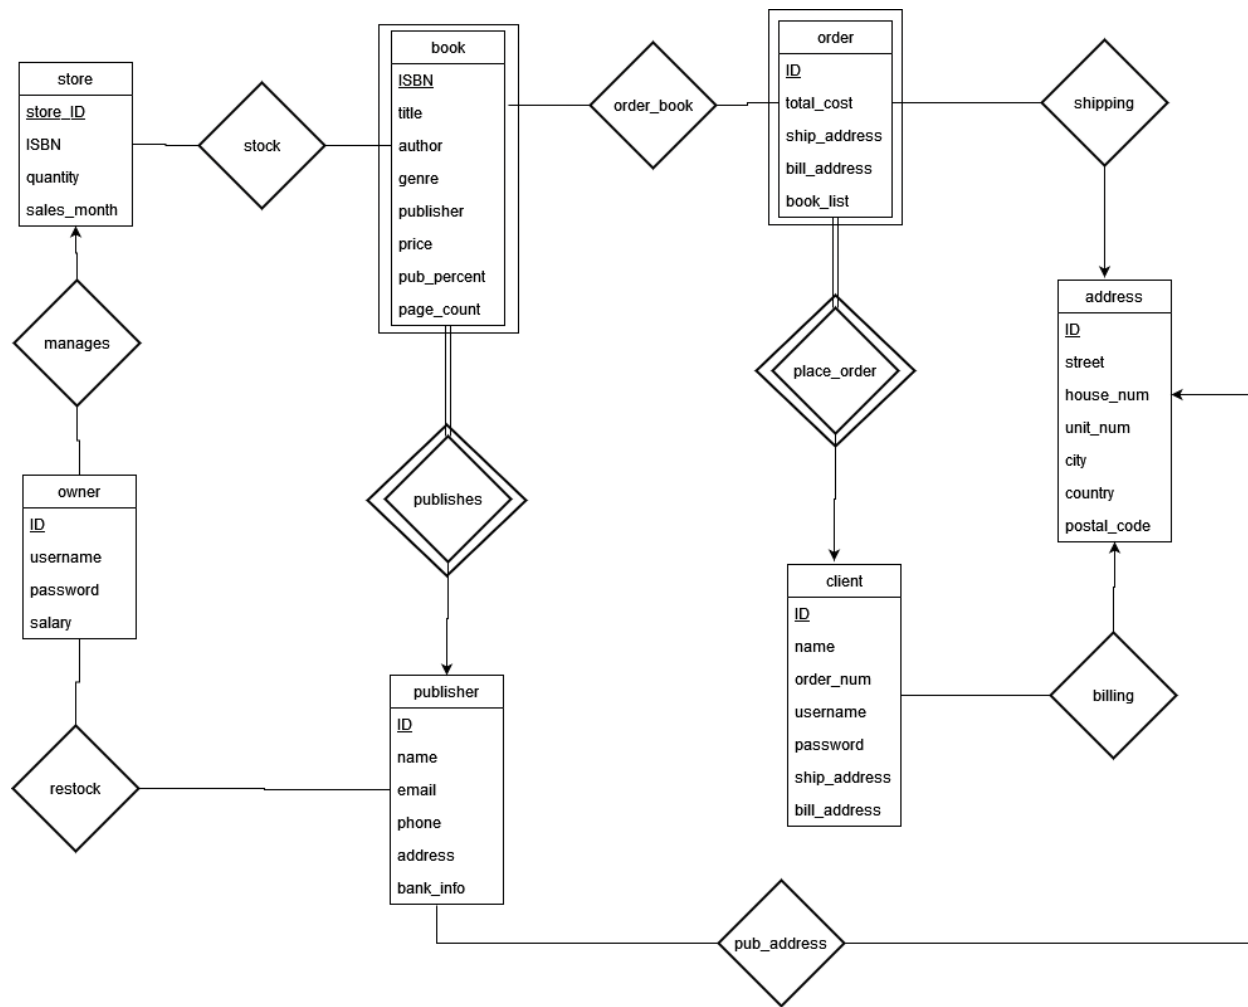 store
store_ID
ISBN
quantity
sales_month
stock
book
ISBN
title
author
genre
publisher
price
pub_percent
page_count
order_book
order
ID
total_cost
ship_address
bill_address
book_list
shipping
manages
publishes
place_order
address
ID
street
house_num
unit_num
city
country
postal_code
owner
ID
username
password
salary
restock
publisher
ID
name
email
phone
address
bank_info
client
ID
name
order_num
username
password
ship_address
bill_address
billing
pub_address